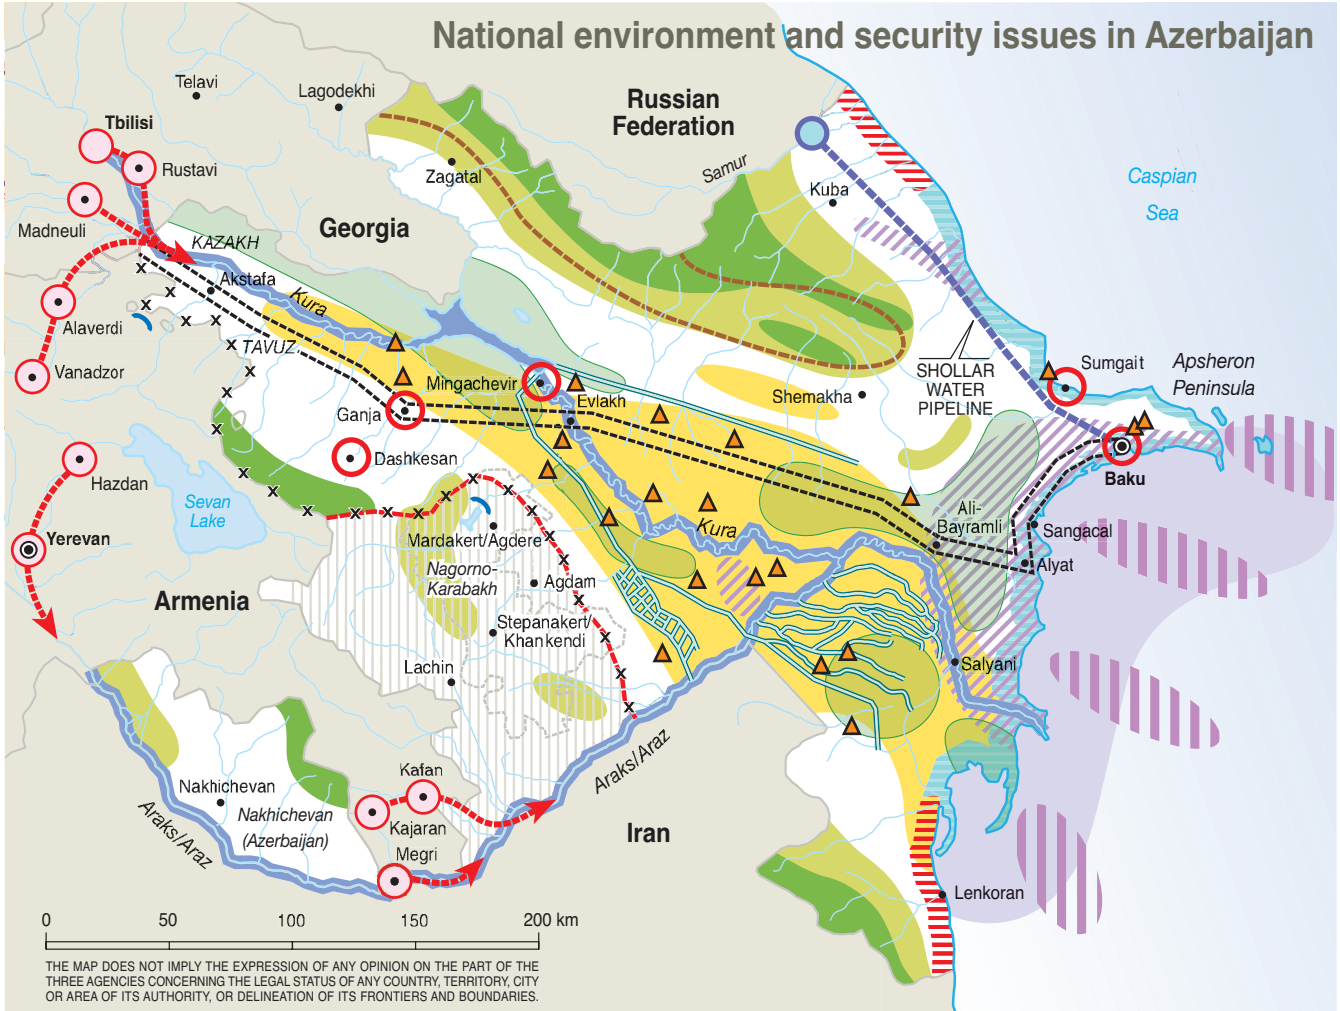 National environment and security issues in Azerbaijan
Telavi
Lagodekhi
Russian
Federation
Tbilisi
Rustavi
Zagatal
Samur
Kuba
Caspian
Sea
Madneuli
Georgia
KAZAKH
Akstafa
Kura
Alaverdi
TAVUZ
Vanadzor
Mingachevir
Evlakh
Ganja
Shemakha
SHOLLAR
WATER
PIPELINE
Sumgait
Apsheron
Peninsula
Dashkesan
Baku
Hazdan
Sevan
Lake
Yerevan
Mardakert/Agdere
Kura
Ali-
Bayramli
Sangacal
Alyat
Nagorno-
Karabakh
Agdam
Armenia
Stepanakert/
Khankendi
Lachin
Salyani
Araks/Araz
Nakhichevan
Nakhichevan
(Azerbaijan)
Araks/Araz
Kafan
Kajaran
Megri
Iran
Lenkoran
0 50 100 150 200 km
THE MAP DOES NOT IMPLY THE EXPRESSION OF ANY OPINION ON THE PART OF THE
THREE AGENCIES CONCERNING THE LEGAL STATUS OF ANY COUNTRY, TERRITORY, CITY
OR AREA OF ITS AUTHORITY, OR DELINEATION OF ITS FRONTIERS AND BOUNDARIES.